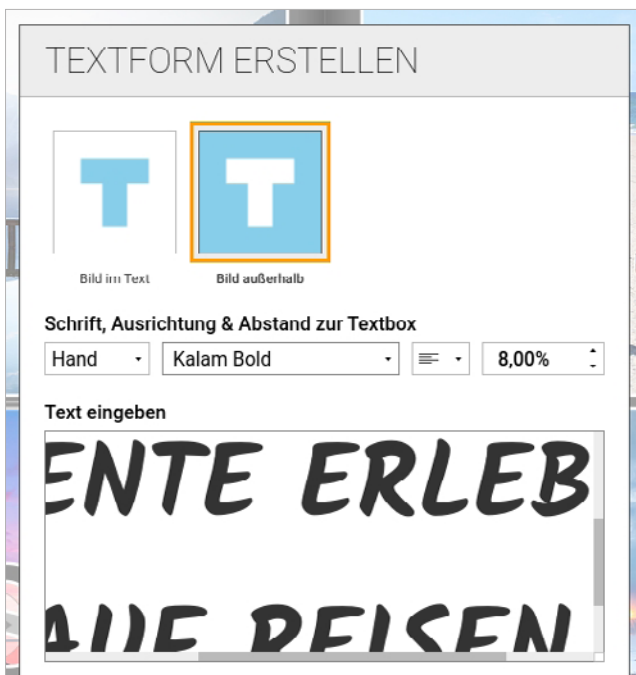 TEXTFORM ERSTELLEN
Bild im Text
Bild außerhalb
Schrift, Ausrichtung & Abstand zur Textbox
Hand
Kalam Bold
8,00%
Text eingeben
ENTE ERLEB
AUF REISEN